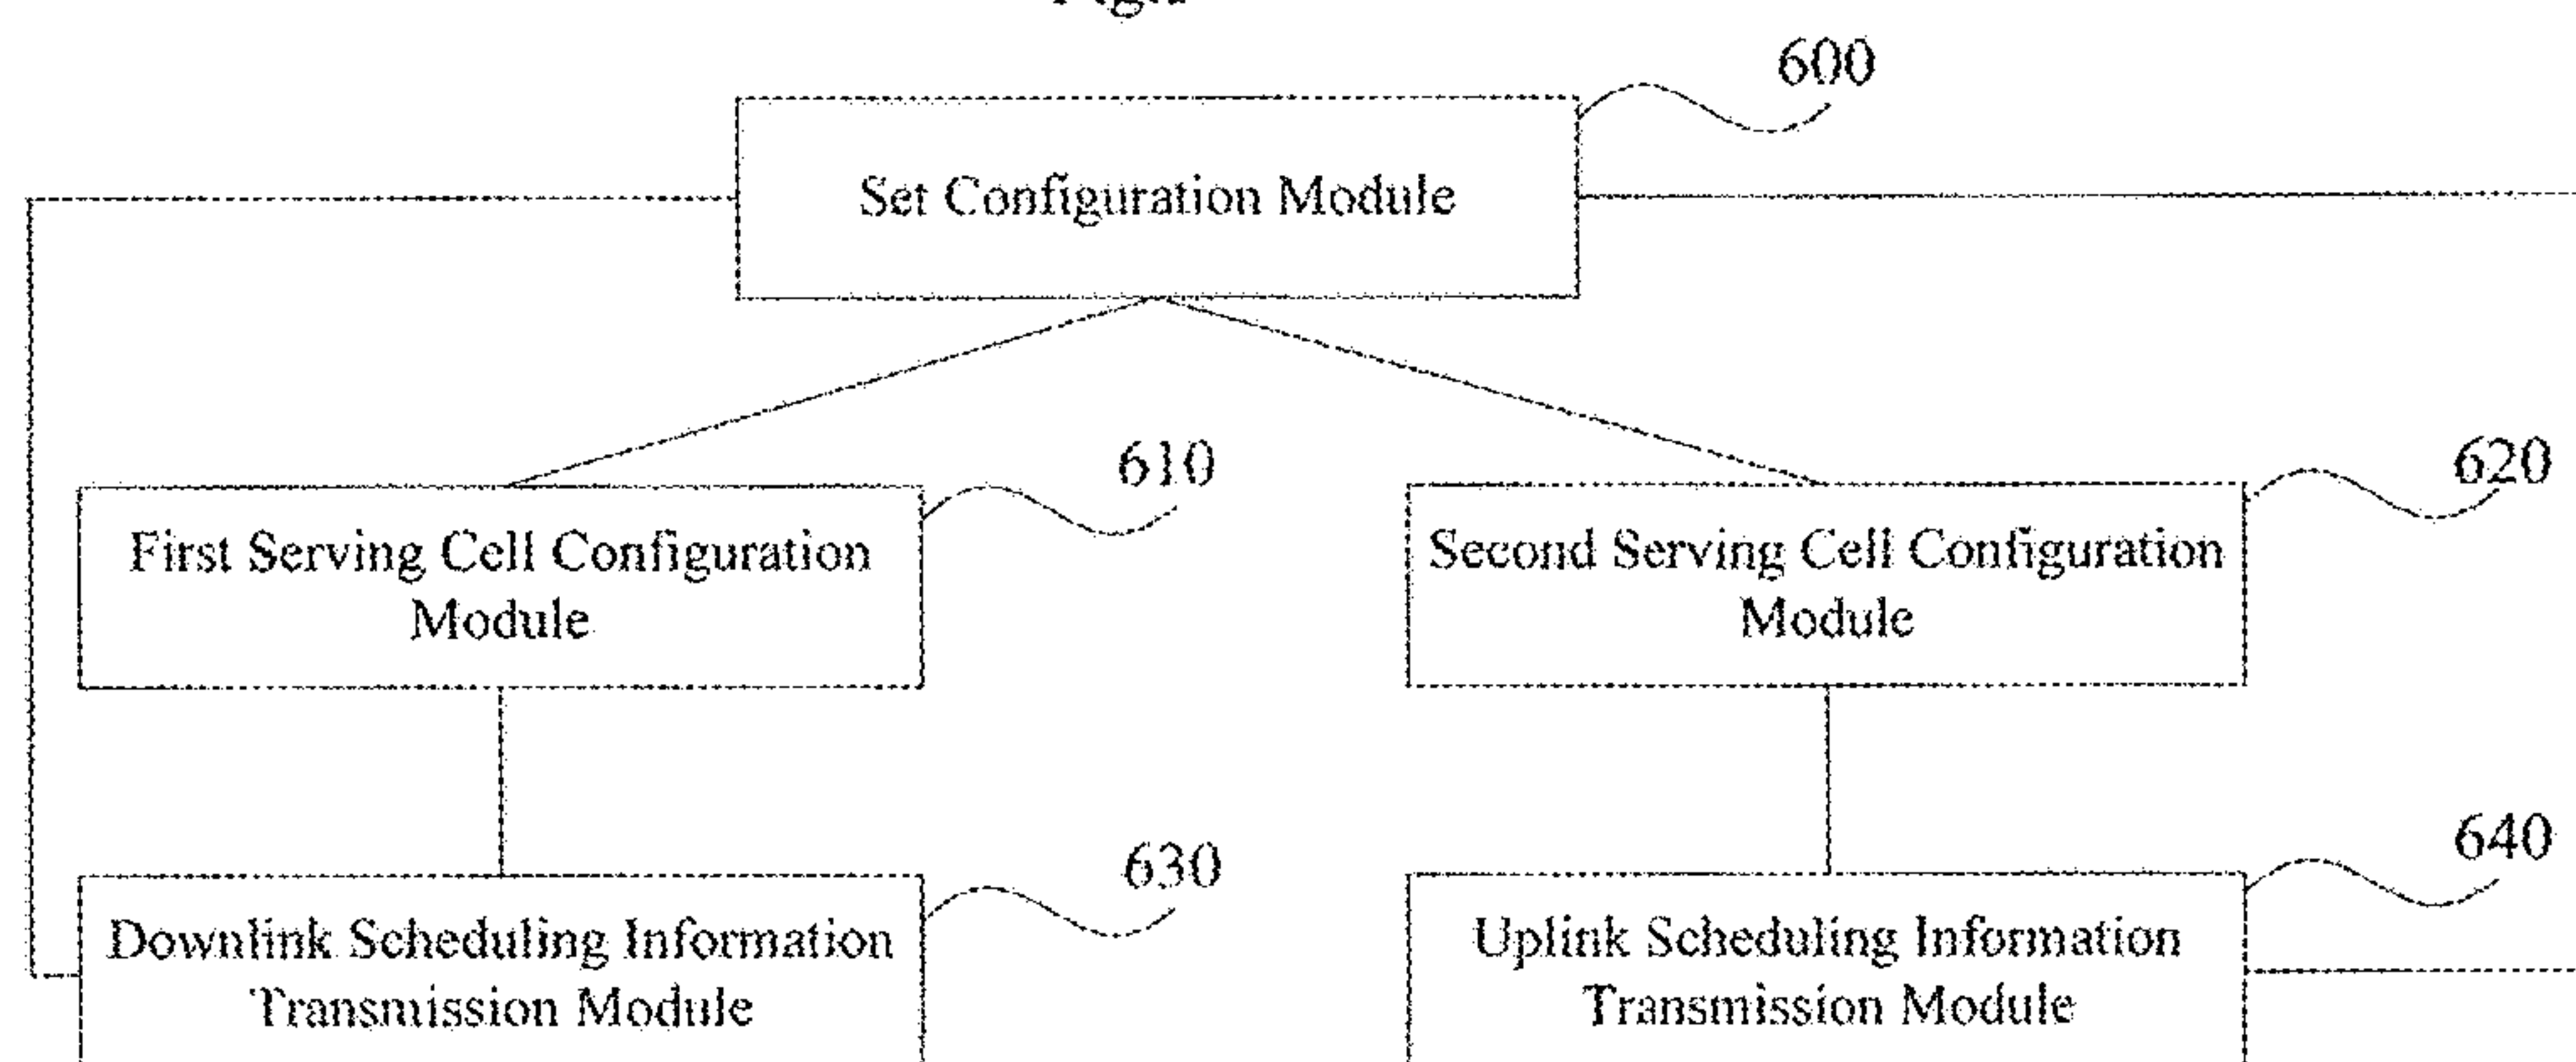 600
Set Configuration Module
610
620
First Serving Cell Configuration
Module
Second Serving Cell Configuration
Module
630
640
Downlink Scheduling Information
Transmission Module
Uplink Scheduling Information
Transmission Module